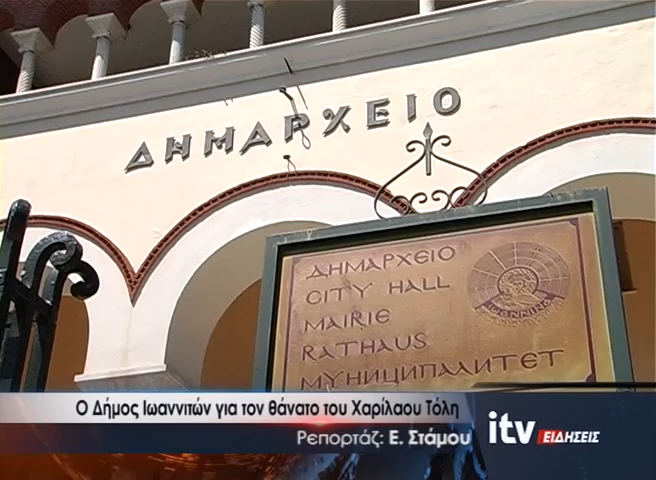 ΔΗΜΑΡΧΕΙΟ
ΔΗΜΑΡΧΕΙΟ
CITY HALL
MAIRIE
RATHAUS
МУНИЦИПАЛИТЕТ
ΙΩΑΝΝΙΝΑ
Ο Δήμος Ιωαννιτών για τον θάνατο του Χαρίλαου Τόλη
Ρεπορτάζ: Ε. Στάμου
itv ΕΙΔΗΣΕΙΣ